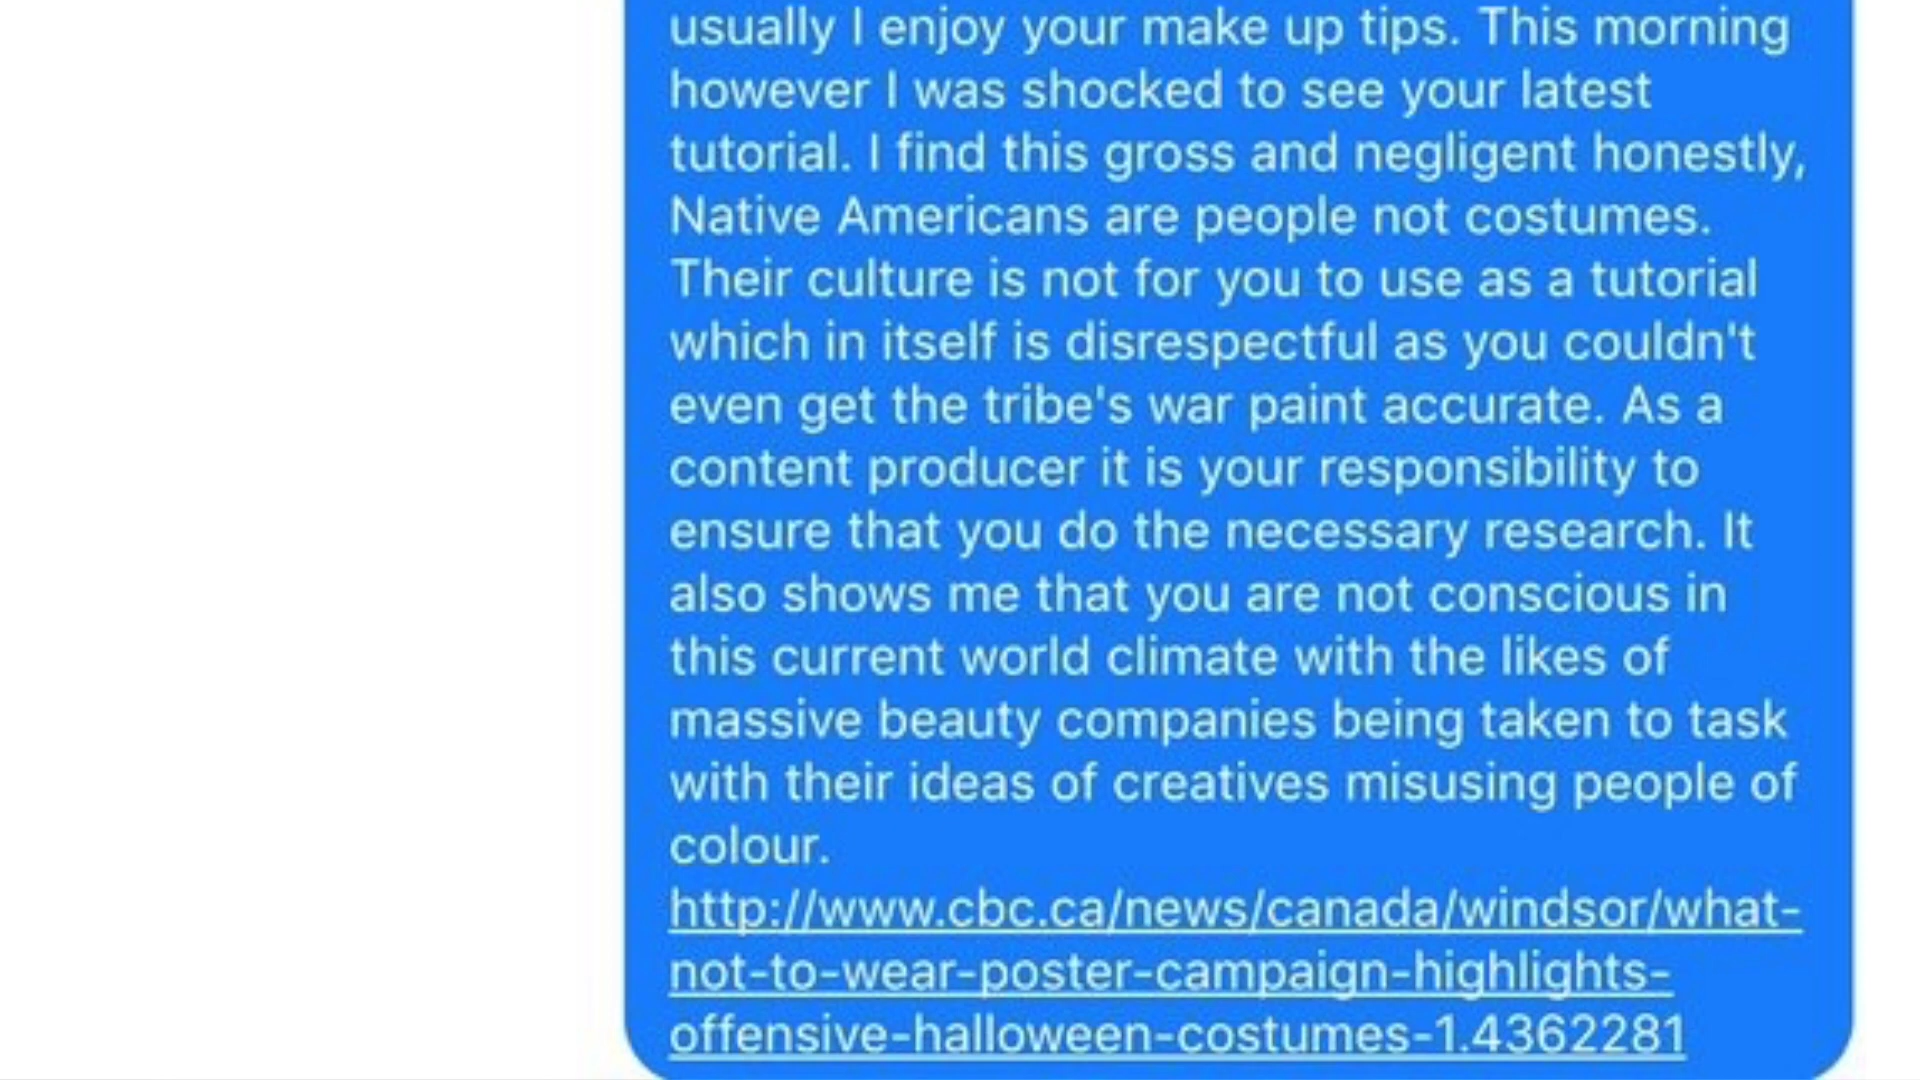 usually I enjoy your make up tips. This morning
however I was shocked to see your latest
tutorial. I find this gross and negligent honestly,
Native Americans are people not costumes.
Their culture is not for you to use as a tutorial
which in itself is disrespectful as you couldn't
even get the tribe's war paint accurate. As a
content producer it is your responsibility to
ensure that you do the necessary research. It
also shows me that you are not conscious in
this current world climate with the likes of
massive beauty companies being taken to task
with their ideas of creatives misusing people of
colour.
http://www.cbc.ca/news/canada/windsor/what-
not-to-wear-poster-campaign-highlights-
offensive-halloween-costumes-1.4362281